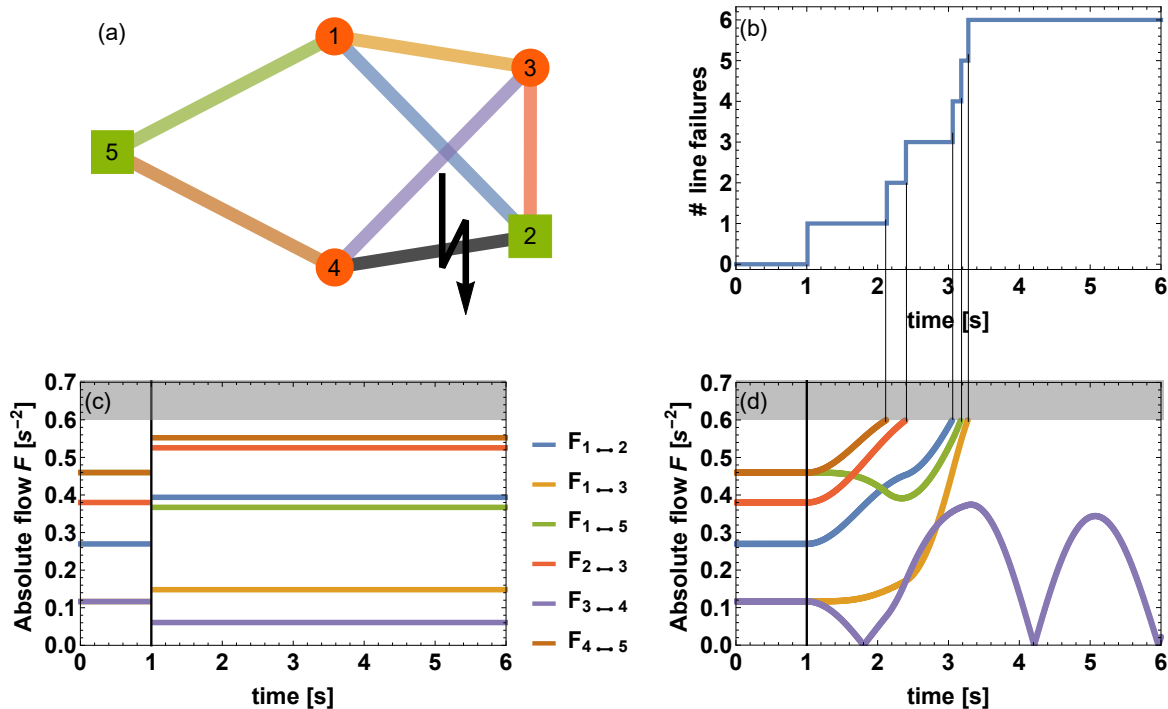 (a)
1
3
5
2
4
(b)
# line failures
6
5
4
3
2
1
0
0 1 2 3 4 5 6
time [s]
(c)
Absolute flow F [s⁻²]
0.7
0.6
0.5
0.4
0.3
0.2
0.1
0.0
0 1 2 3 4 5 6
time [s]
F1↔2
F1↔3
F1↔5
F2↔3
F3↔4
F4↔5
(d)
Absolute flow F [s⁻²]
0.7
0.6
0.5
0.4
0.3
0.2
0.1
0.0
0 1 2 3 4 5 6
time [s]